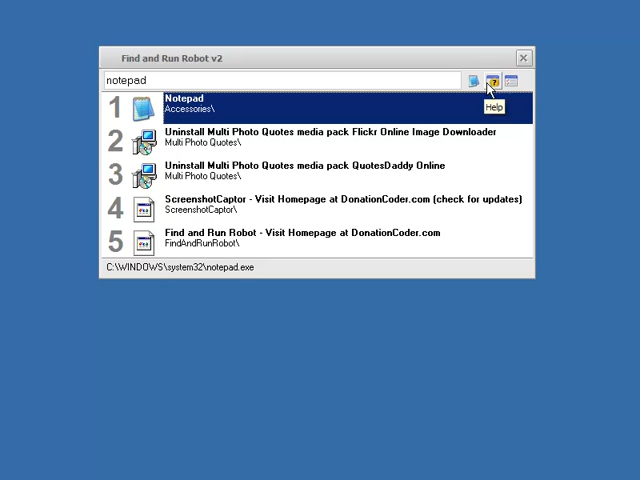 Find and Run Robot v2
notepad
Help
1 Notepad
Accessories\
2 Uninstall Multi Photo Quotes media pack Flickr Online Image Downloader
Multi Photo Quotes\
3 Uninstall Multi Photo Quotes media pack QuotesDaddy Online
Multi Photo Quotes\
4 ScreenshotCaptor - Visit Homepage at DonationCoder.com (check for updates)
ScreenshotCaptor\
5 Find and Run Robot - Visit Homepage at DonationCoder.com
FindAndRunRobot\
C:\WINDOWS\system32\notepad.exe